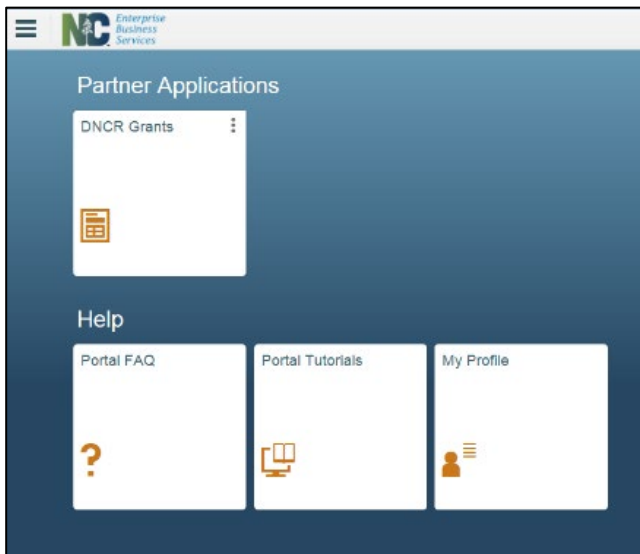 NC
Enterprise
Business
Services
Partner Applications
DNCR Grants
Help
Portal FAQ
Portal Tutorials
My Profile
?